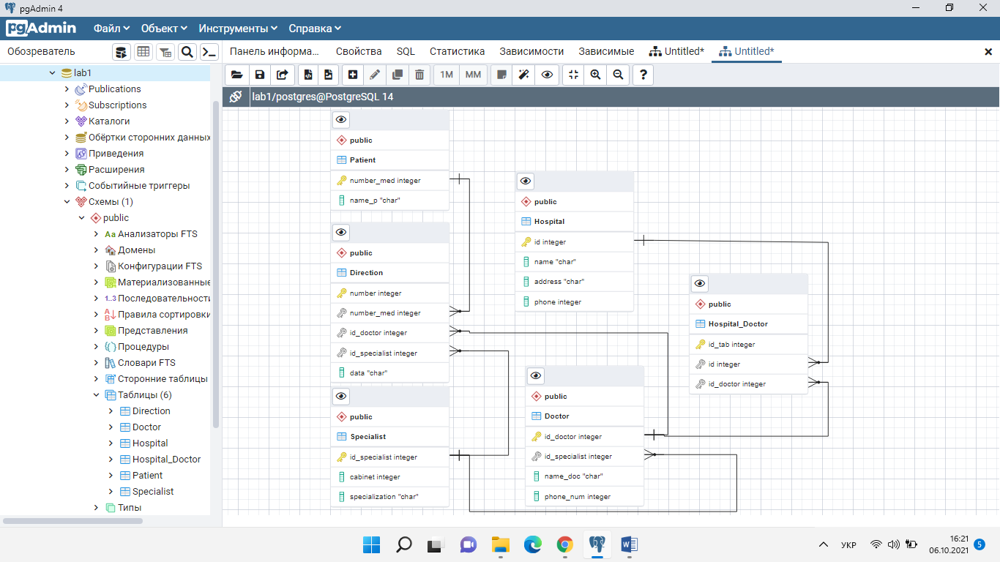 pgAdmin 4
pgAdmin Файл Объект Инструменты Справка
Обозреватель
Панель информа... Свойства SQL Статистика Зависимости Зависимые Untitled* Untitled*
1M MM ?
lab1/postgres@PostgreSQL 14
lab1
Publications
Subscriptions
Каталоги
Обёртки сторонних данных
Приведения
Расширения
Событийные триггеры
Схемы (1)
public
Анализаторы FTS
Домены
Конфигурации FTS
Материализованные
1..3 Последовательности
Правила сортировки
Представления
Процедуры
Словари FTS
Сторонние таблицы
Таблицы (6)
Direction
Doctor
Hospital
Hospital_Doctor
Patient
Specialist
Типы
public
Patient
number_med integer
name_p "char"
public
Direction
number integer
number_med integer
id_doctor integer
id_specialist integer
data "char"
public
Specialist
id_specialist integer
cabinet integer
specialization "char"
public
Hospital
id integer
name "char"
address "char"
phone integer
public
Doctor
id_doctor integer
id_specialist integer
name_doc "char"
phone_num integer
public
Hospital_Doctor
id_tab integer
id integer
id_doctor integer
УКР
16:21
06.10.2021
5